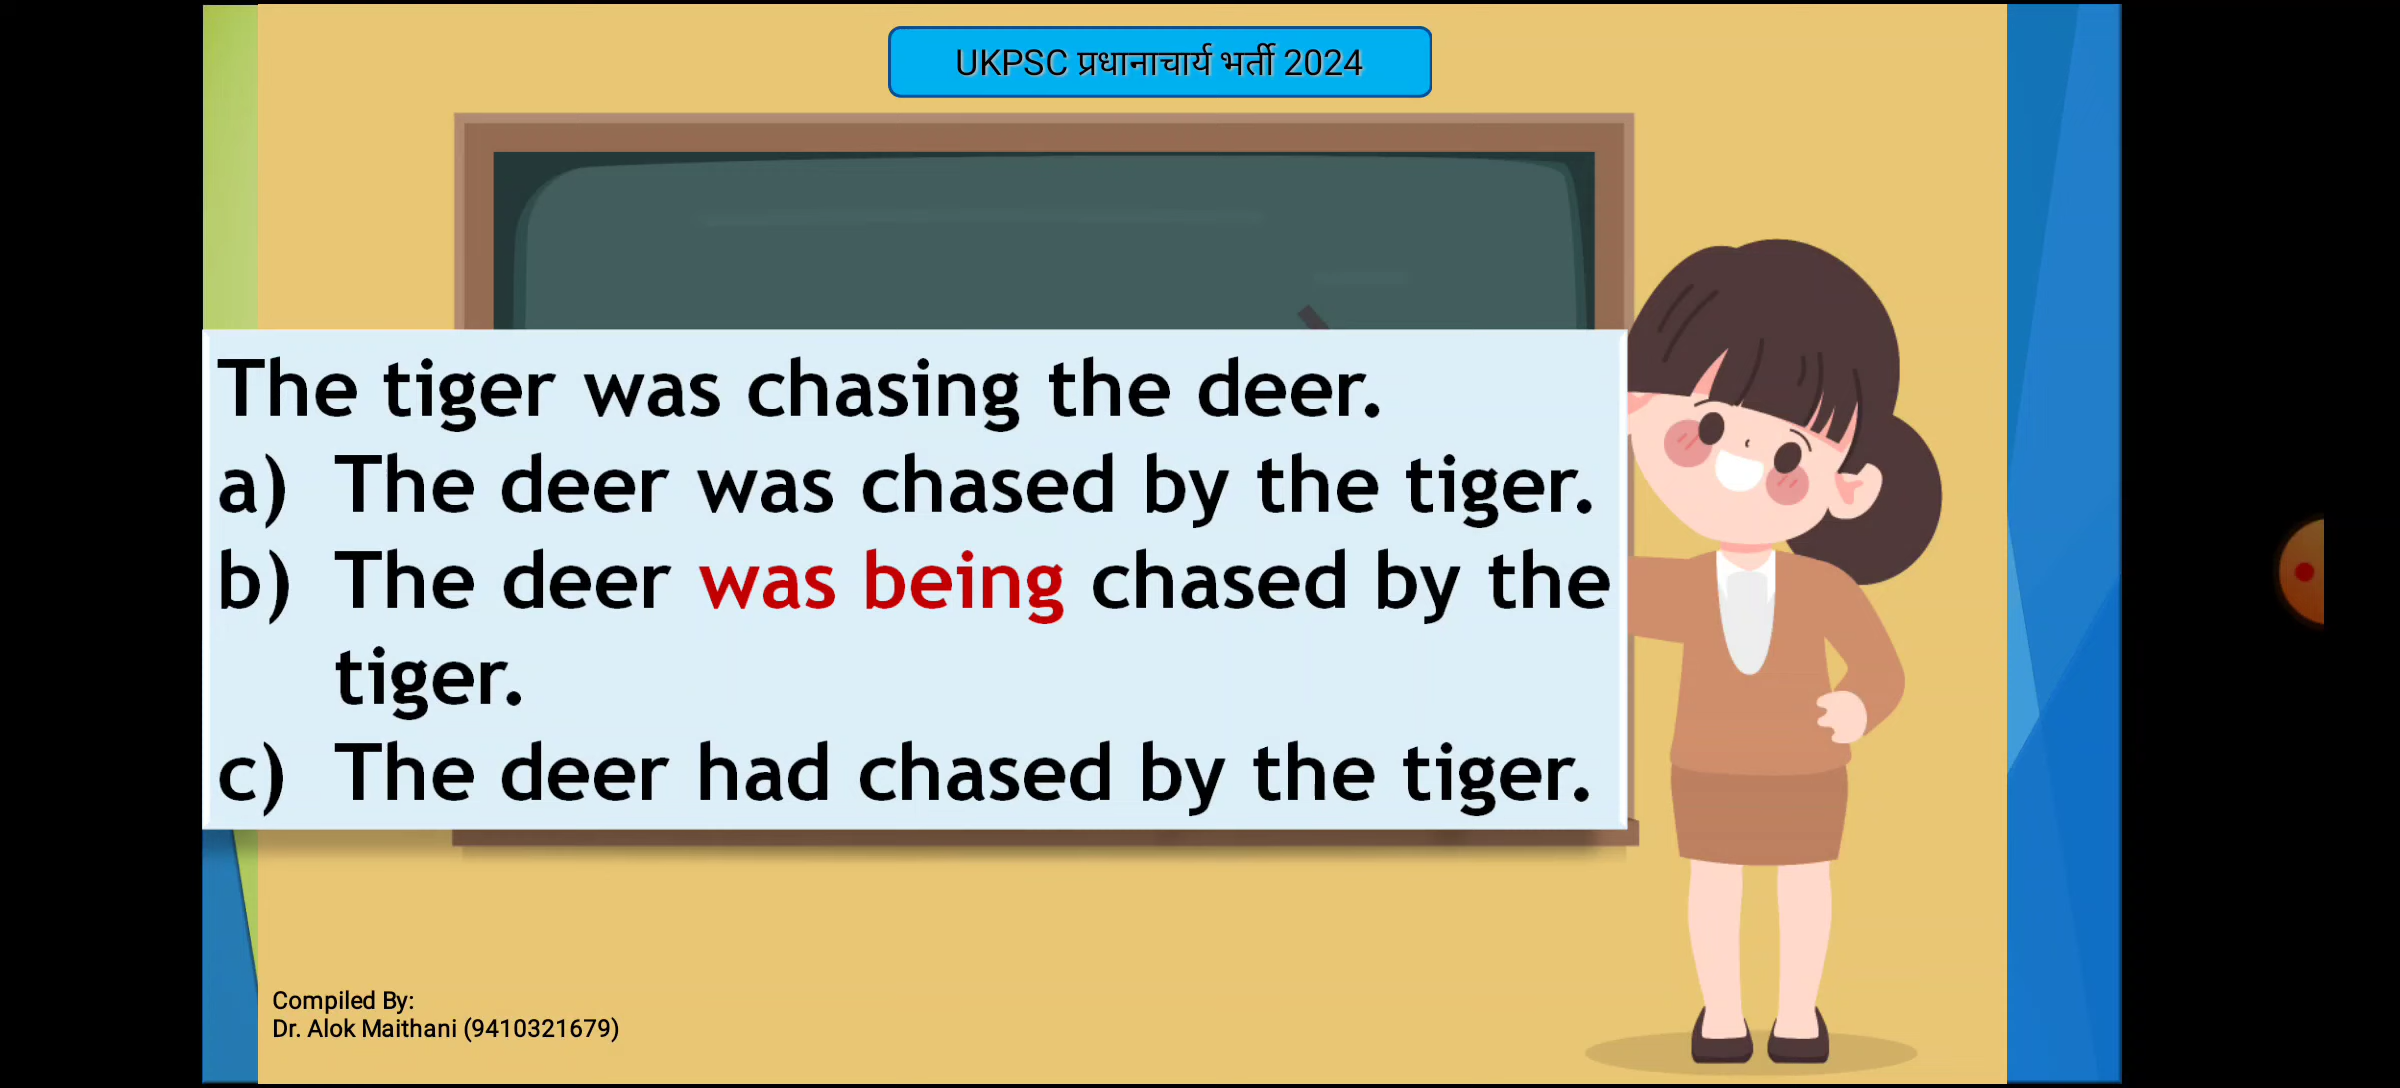 UKPSC प्रधानाचार्य भर्ती 2024
The tiger was chasing the deer.
a) The deer was chased by the tiger.
b) The deer was being chased by the
tiger.
c) The deer had chased by the tiger.
Compiled By:
Dr. Alok Maithani (9410321679)